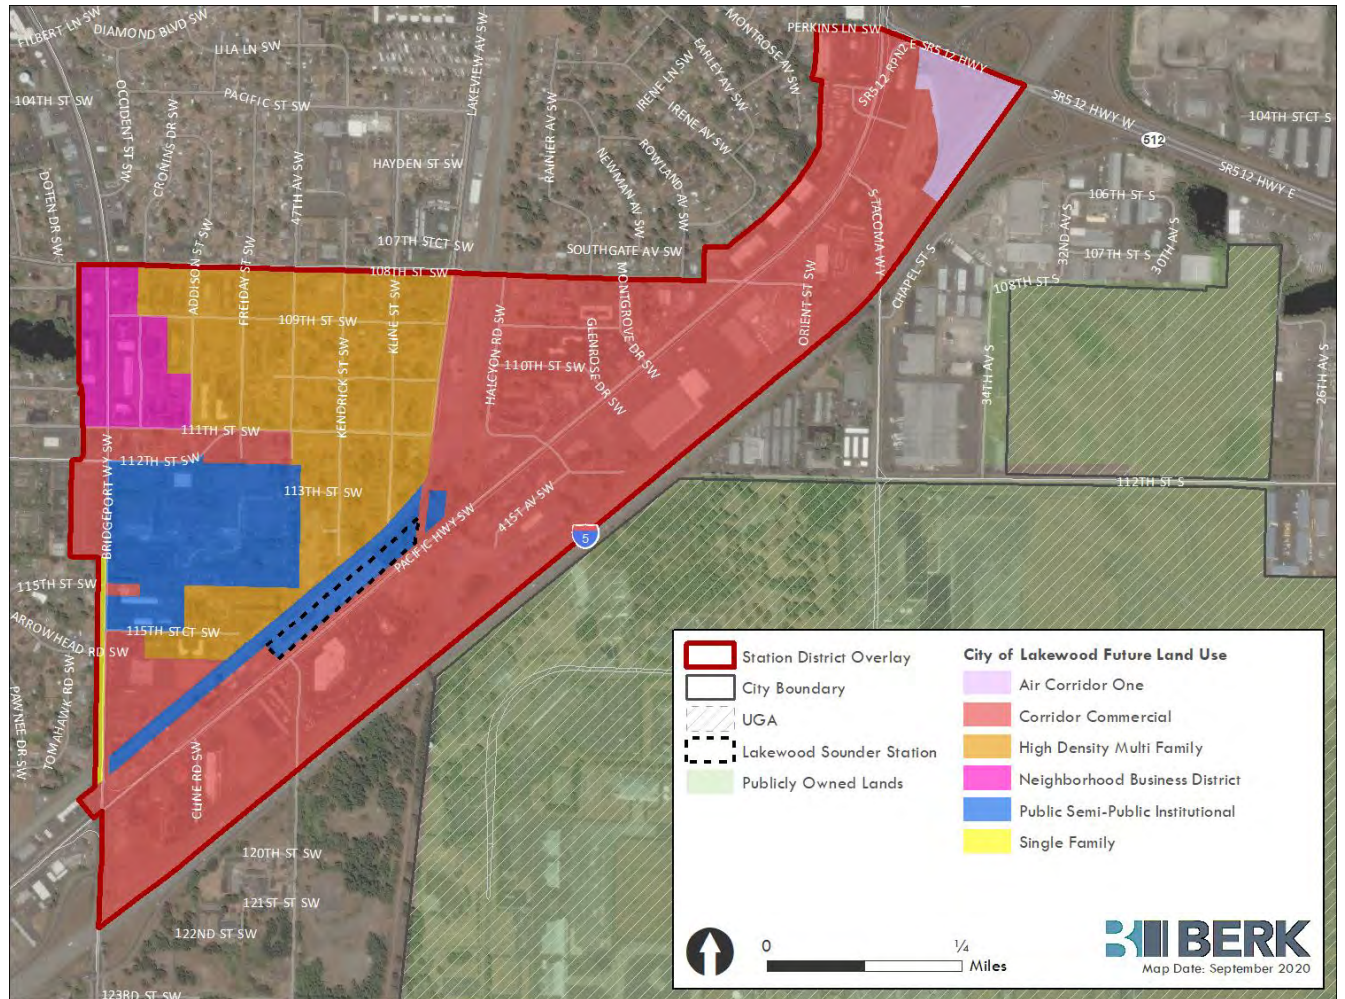 FILBERT LN SW
DIAMOND BLVD SW
LILA LN SW
LAKEVIEW AV SW
MONTROSE AV SW
PERKINS LN SW
EARLEY AV SW
IRENE LN SW
SR512 RPNZ E
SR512 HWY
104TH ST SW
OCCIDENT ST SW
PACIFIC ST SW
CRONINS DR SW
RAINIER AV SW
IRENE AV SW
SR512 HWY W
104TH STCT S
512
47TH AV SW
HAYDEN ST SW
ROWLAND AV SW
NEWMAN AV SW
SR512 HWY E
DOTEN DR SW
106TH ST S
S TACOMA WY
32ND AV S
30TH AV S
ADDISON ST SW
FREIDAY ST SW
107TH STCT SW
SOUTHGATE AV SW
CHAPEL ST S
107TH ST S
108TH ST SW
108TH ST S
KLINE ST SW
MONTGROVE DR SW
ORIENT ST SW
109TH ST SW
HALCYON RD SW
GLENROSE DR SW
KENDRICK ST SW
110TH ST SW
34TH AV S
26TH AV S
111TH ST SW
112TH ST SW
BRIDGEPORT WY SW
113TH ST SW
112TH ST S
41ST AV SW
PACIFIC HWY SW
5
115TH ST SW
ARROWHEAD RD SW
115TH STCT SW
TOMAHAWK RD SW
PAWNEE DR SW
CLINE RD SW
120TH ST SW
121ST ST SW
122ND ST SW
123RD ST SW
Station District Overlay
City Boundary
UGA
Lakewood Sounder Station
Publicly Owned Lands
City of Lakewood Future Land Use
Air Corridor One
Corridor Commercial
High Density Multi Family
Neighborhood Business District
Public Semi-Public Institutional
Single Family
0
¼
Miles
BERK
Map Date: September 2020